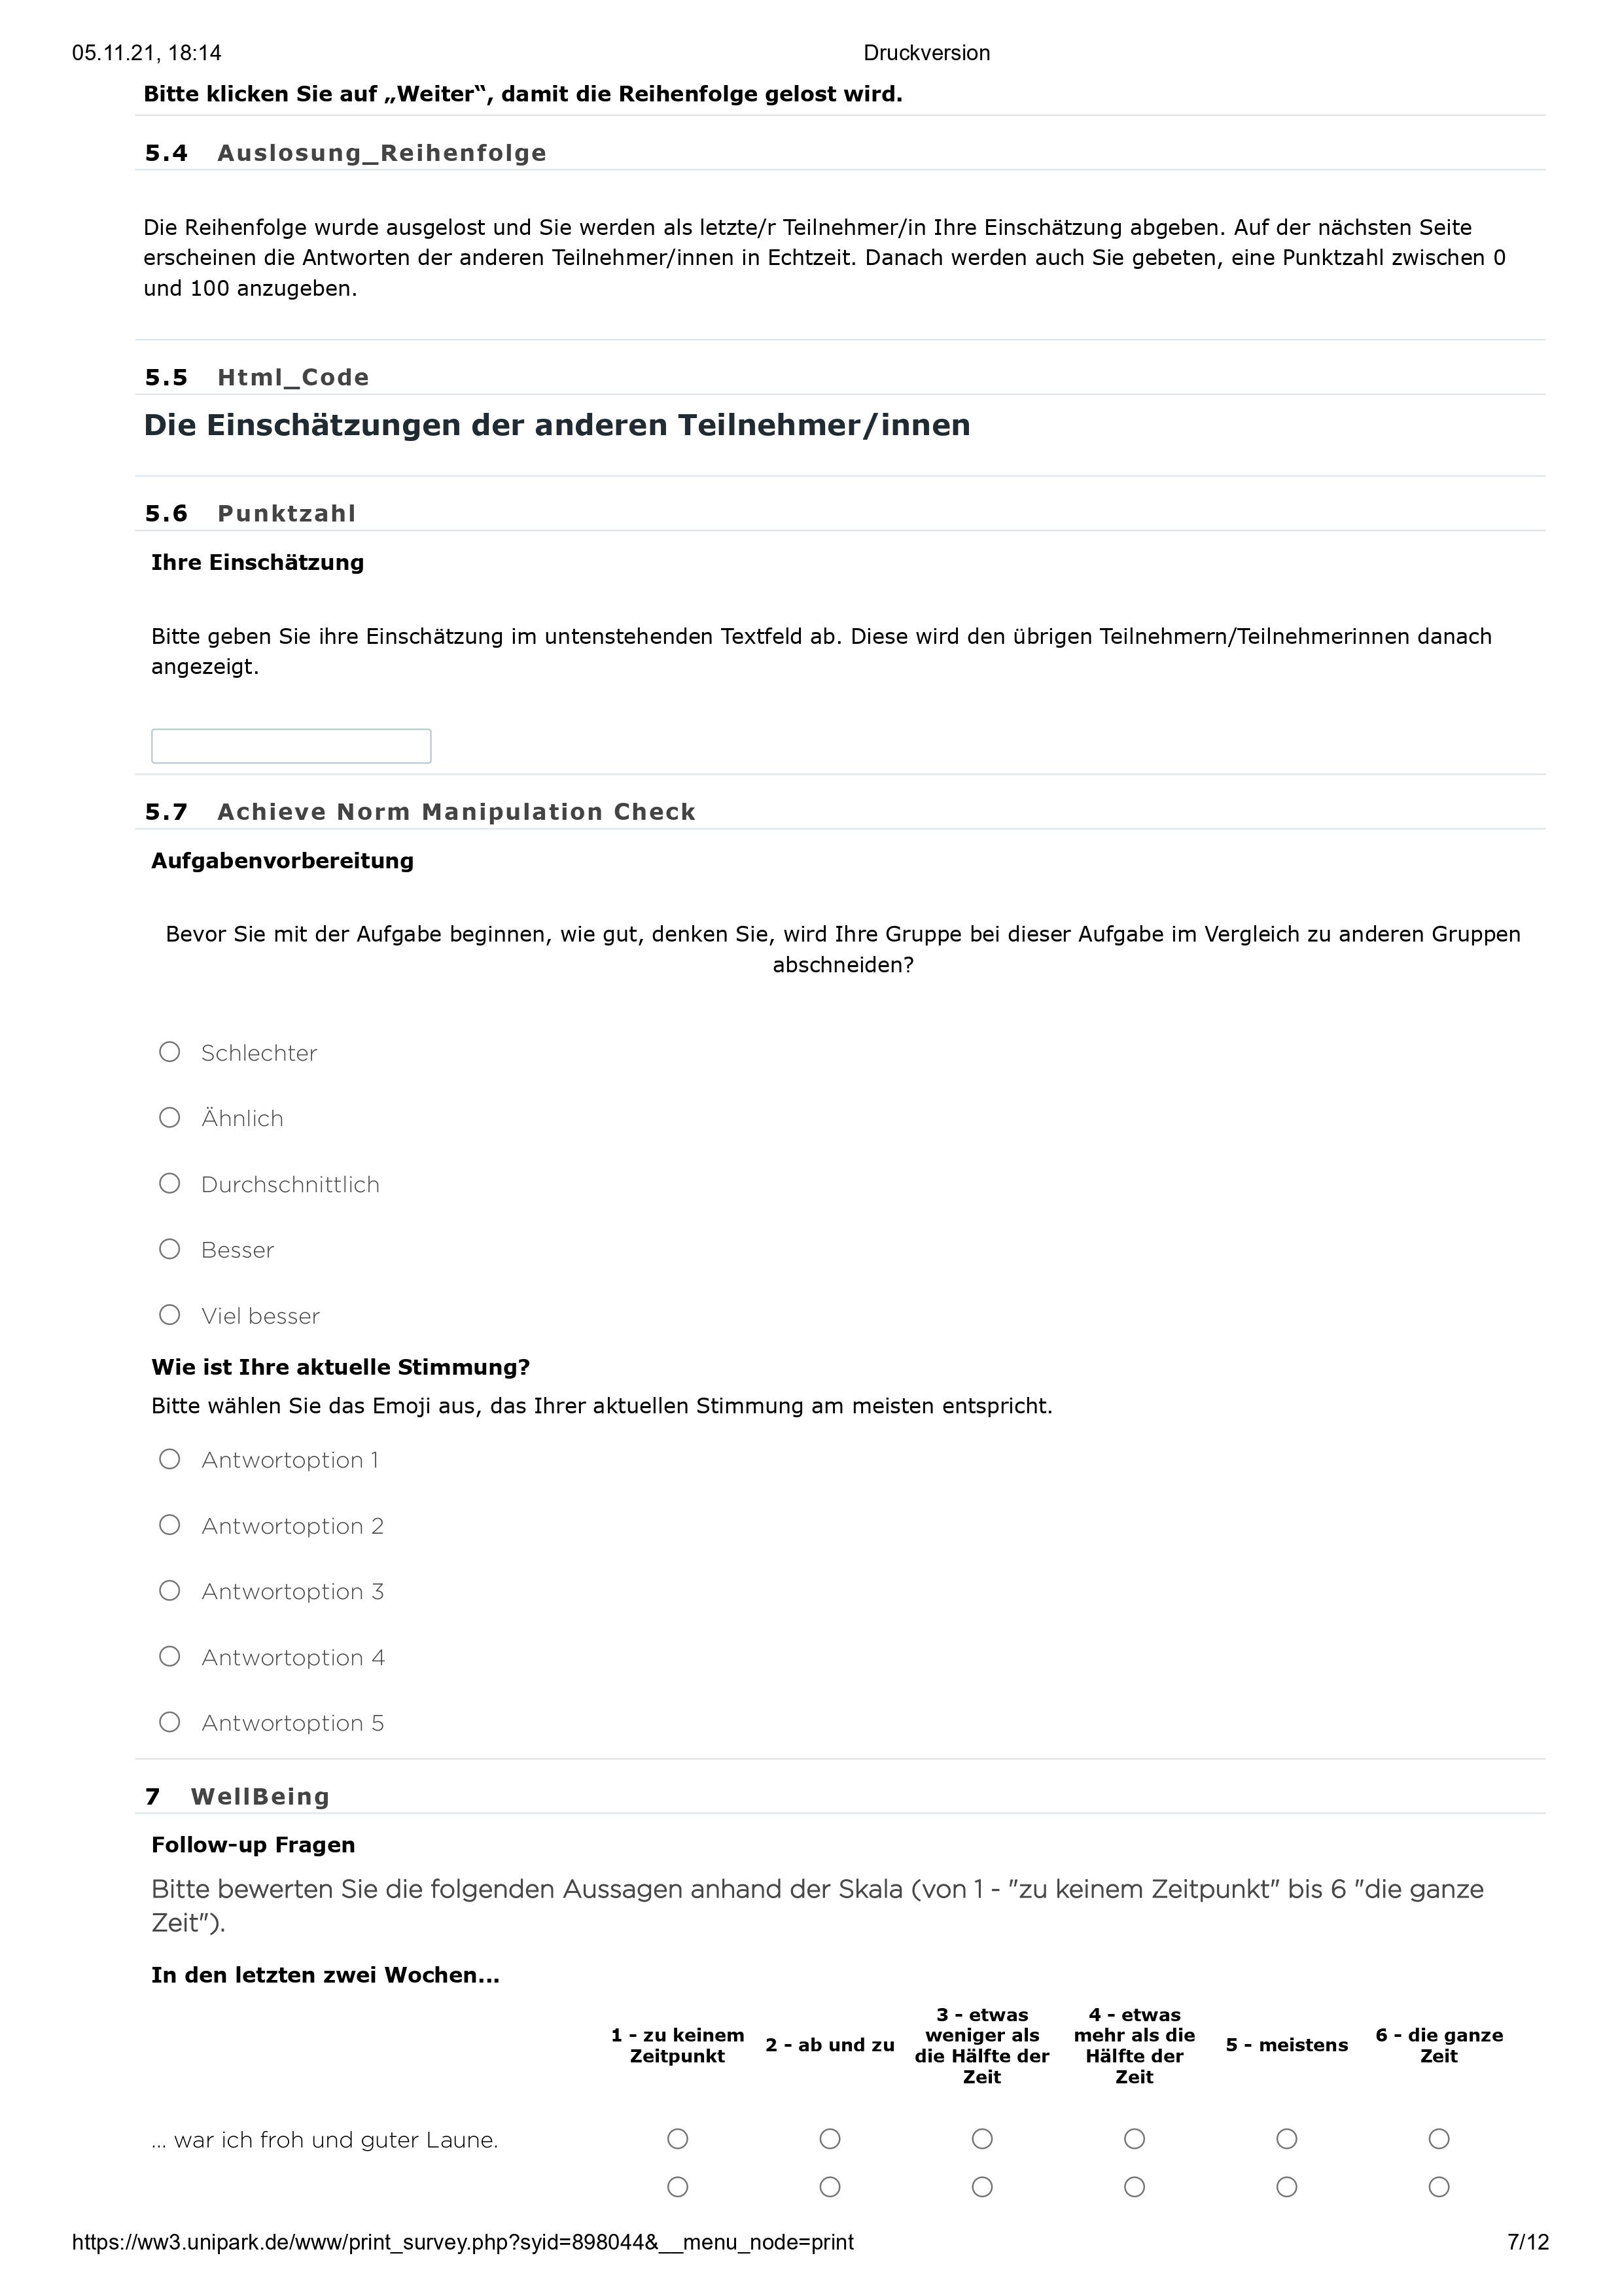 05.11.21, 18:14 Druckversion
Bitte klicken Sie auf „Weiter“, damit die Reihenfolge gelost wird.
5.4 Auslosung_Reihenfolge
Die Reihenfolge wurde ausgelost und Sie werden als letzte/r Teilnehmer/in Ihre Einschätzung abgeben. Auf der nächsten Seite
erscheinen die Antworten der anderen Teilnehmer/innen in Echtzeit. Danach werden auch Sie gebeten, eine Punktzahl zwischen 0
und 100 anzugeben.
5.5 Html_Code
Die Einschätzungen der anderen Teilnehmer/innen
5.6 Punktzahl
Ihre Einschätzung
Bitte geben Sie ihre Einschätzung im untenstehenden Textfeld ab. Diese wird den übrigen Teilnehmern/Teilnehmerinnen danach
angezeigt.
5.7 Achieve Norm Manipulation Check
Aufgabenvorbereitung
Bevor Sie mit der Aufgabe beginnen, wie gut, denken Sie, wird Ihre Gruppe bei dieser Aufgabe im Vergleich zu anderen Gruppen
abschneiden?
Schlechter
Ähnlich
Durchschnittlich
Besser
Viel besser
Wie ist Ihre aktuelle Stimmung?
Bitte wählen Sie das Emoji aus, das Ihrer aktuellen Stimmung am meisten entspricht.
Antwortoption 1
Antwortoption 2
Antwortoption 3
Antwortoption 4
Antwortoption 5
7 WellBeing
Follow-up Fragen
Bitte bewerten Sie die folgenden Aussagen anhand der Skala (von 1 - "zu keinem Zeitpunkt" bis 6 "die ganze
Zeit").
In den letzten zwei Wochen...
1 - zu keinem
Zeitpunkt
2 - ab und zu
3 - etwas
weniger als
die Hälfte der
Zeit
4 - etwas
mehr als die
Hälfte der
Zeit
5 - meistens
6 - die ganze
Zeit
... war ich froh und guter Laune.
https://ww3.unipark.de/www/print_survey.php?syid=898044&__menu_node=print 7/12